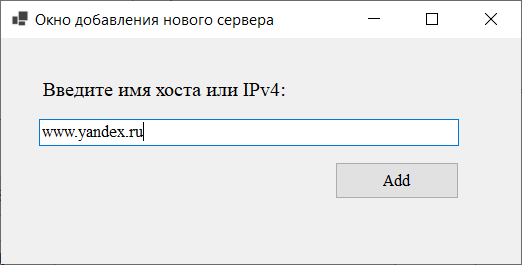 Окно добавления нового сервера
Введите имя хоста или IPv4:
www.yandex.ru
Add